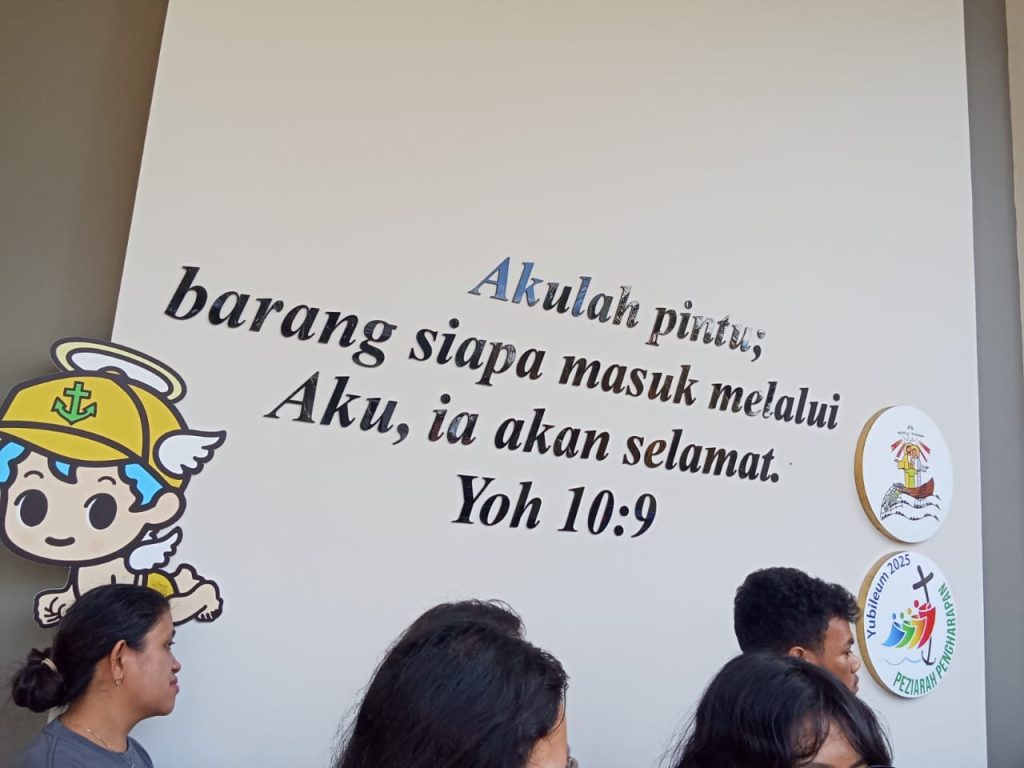 Akulah pintu;
barang siapa masuk melalui
Aku, ia akan selamat.
Yoh 10:9
Yubileum 2025
PEZIARAH PENGHARAPAN